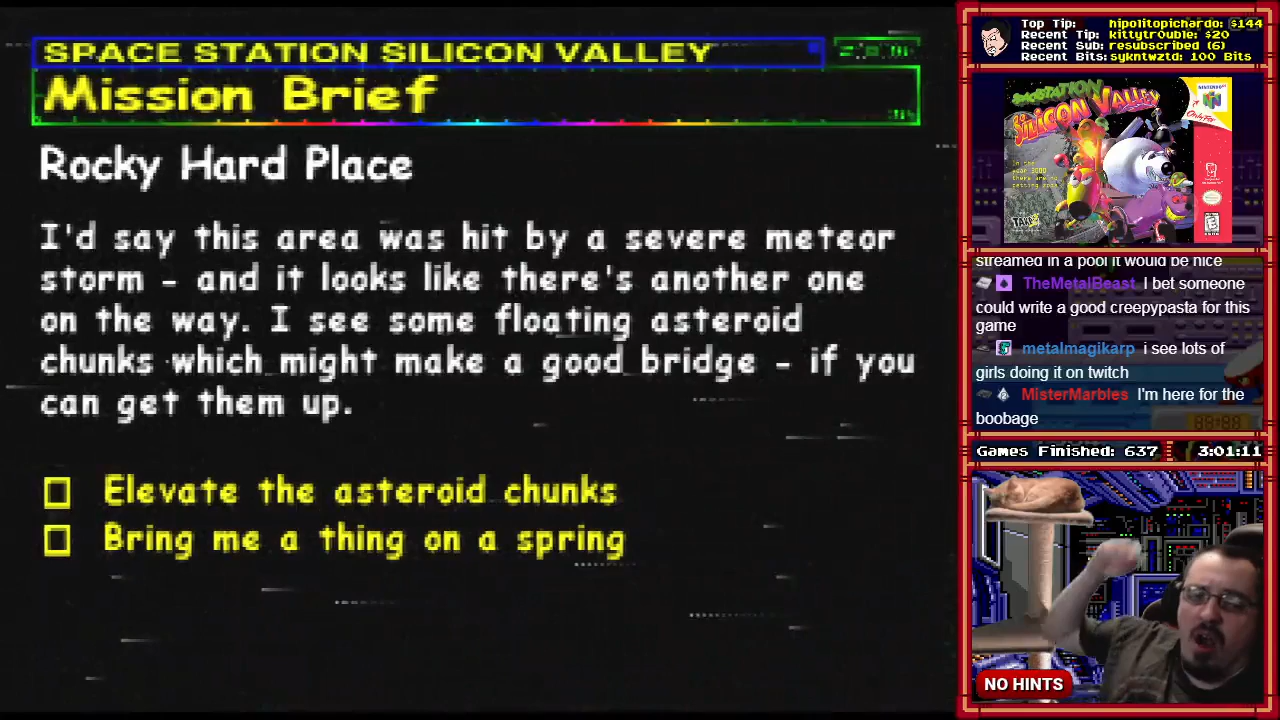 SPACE STATION SILICON VALLEY
Mission Brief
Rocky Hard Place
I'd say this area was hit by a severe meteor
storm - and it looks like there's another one
on the way. I see some floating asteroid
chunks which might make a good bridge - if you
can get them up.
Elevate the asteroid chunks
Bring me a thing on a spring
Top Tip: hipolitopichardo: $144
Recent Tip: kittytrouble: $20
Recent Sub: resubscribed (6)
Recent Bits: sykntwztd: 100 Bits
SILICON VALLEY
streamed in a pool it would be nice
TheMetalBeast I bet someone
could write a good creepypasta for this
game
metalmagikarp i see lots of
girls doing it on twitch
MisterMarbles I'm here for the
boobage
Games Finished: 637 3:01:11
NO HINTS